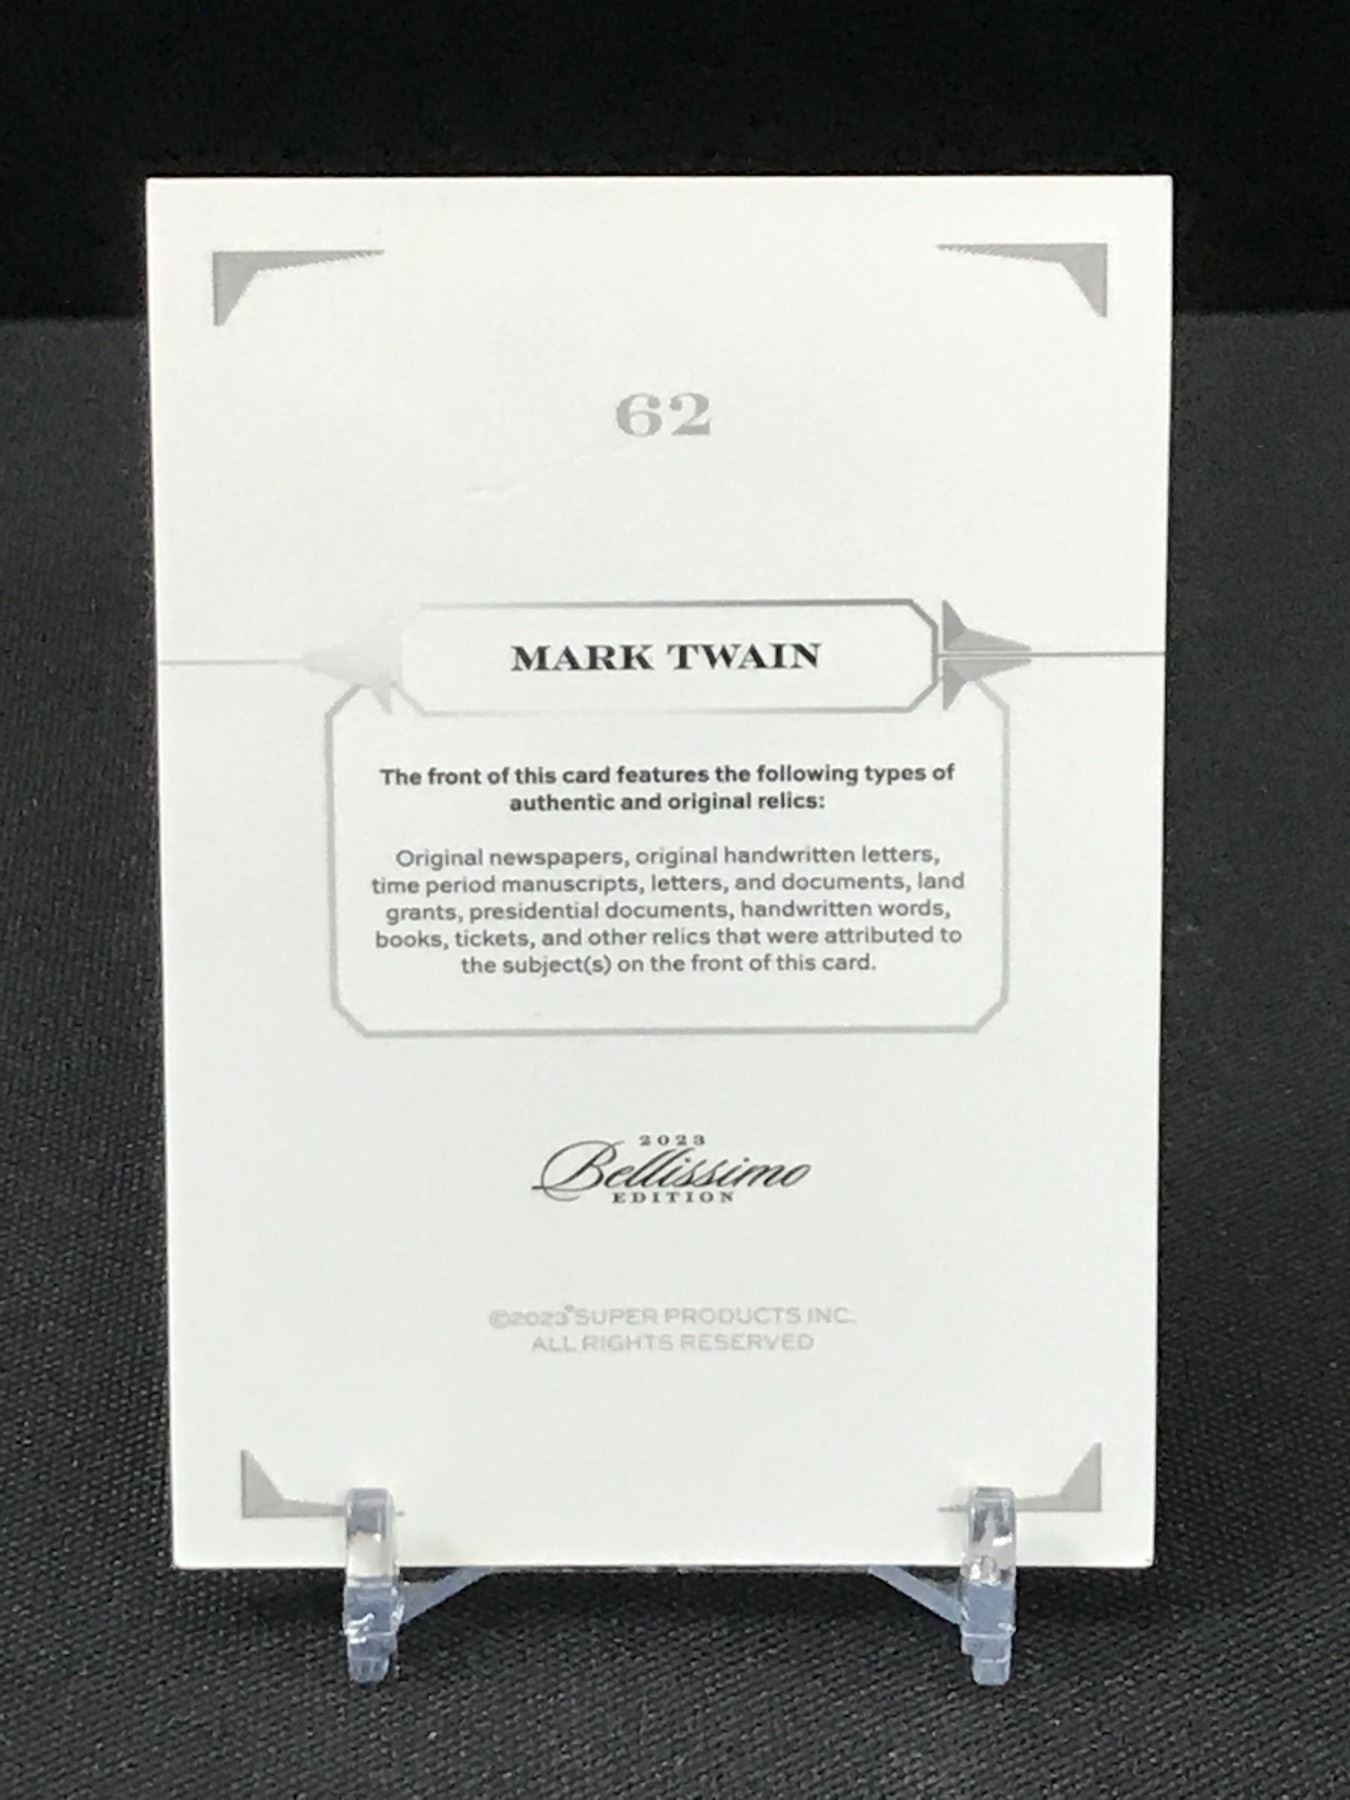 62
MARK TWAIN
The front of this card features the following types of
authentic and original relics:
Original newspapers, original handwritten letters,
time period manuscripts, letters, and documents, land
grants, presidential documents, handwritten words,
books, tickets, and other relics that were attributed to
the subject(s) on the front of this card.
2023
Bellissimo
EDITION
©2023 SUPER PRODUCTS INC.
ALL RIGHTS RESERVED